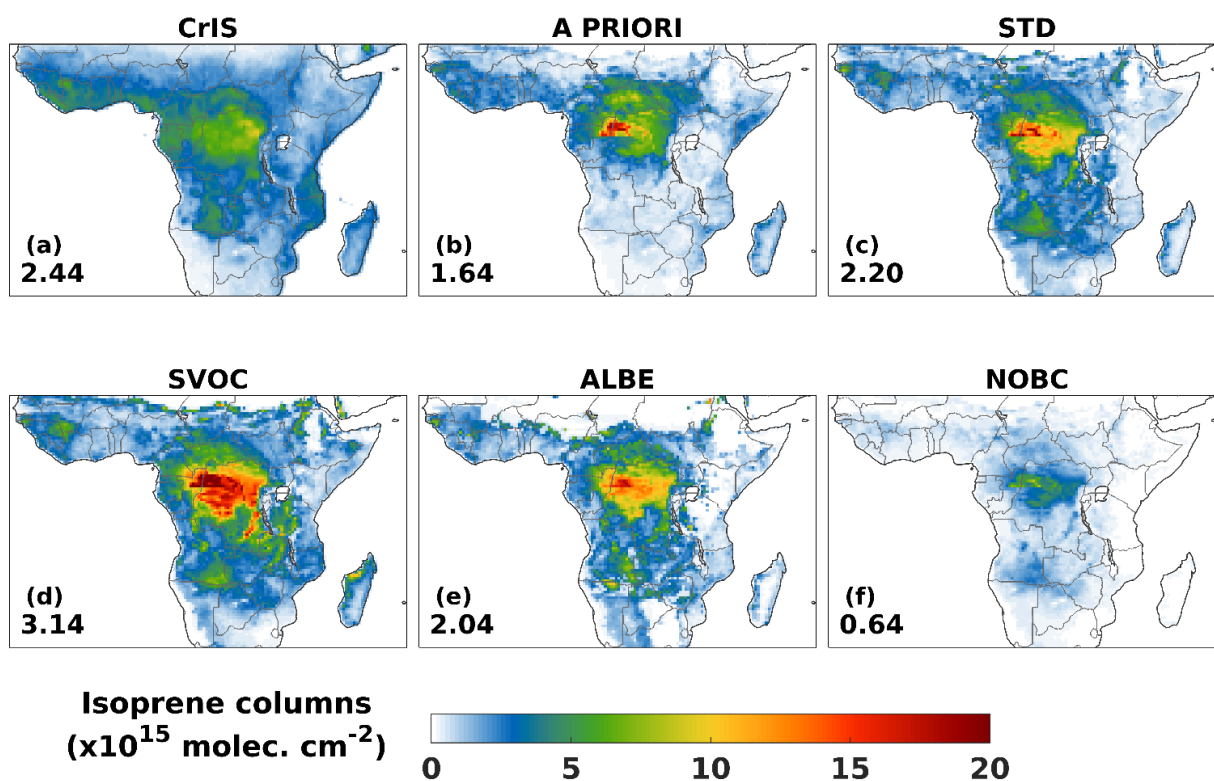 CrIS
A PRIORI
STD
(a)
2.44
(b)
1.64
(c)
2.20
SVOC
ALBE
NOBC
(d)
3.14
(e)
2.04
(f)
0.64
Isoprene columns
(x10¹⁵ molec. cm⁻²)
0 5 10 15 20